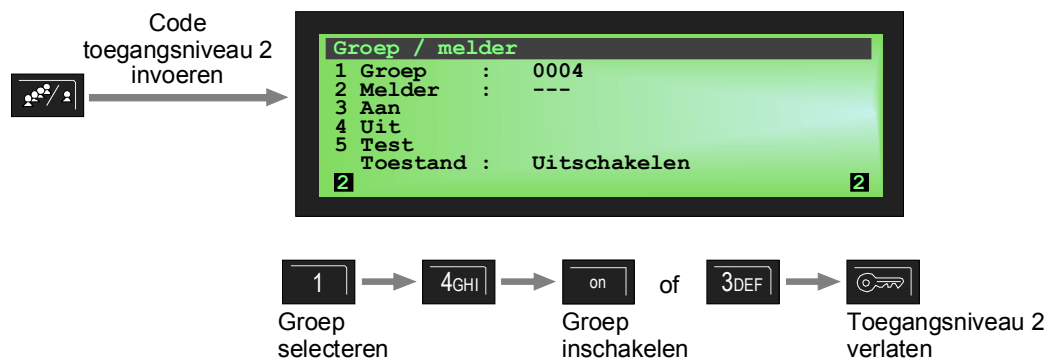 Code
toegangsniveau 2
invoeren
Groep / melder
1 Groep : 0004
2 Melder : ---
3 Aan
4 Uit
5 Test
Toestand : Uitschakelen
2 2
1 4GHI on of 3DEF
Groep
selecteren
Groep
inschakelen
Toegangsniveau 2
verlaten